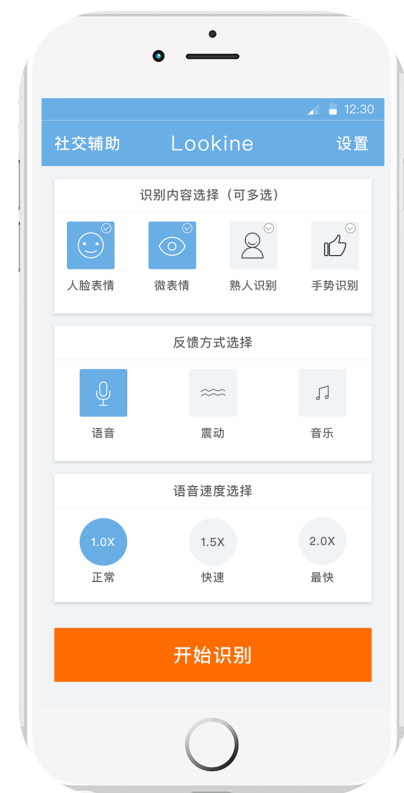 12:30
社交辅助 Lookine 设置
识别内容选择（可多选）
人脸表情 微表情 熟人识别 手势识别
反馈方式选择
语音 震动 音乐
语音速度选择
1.0X 1.5X 2.0X
正常 快速 最快
开始识别